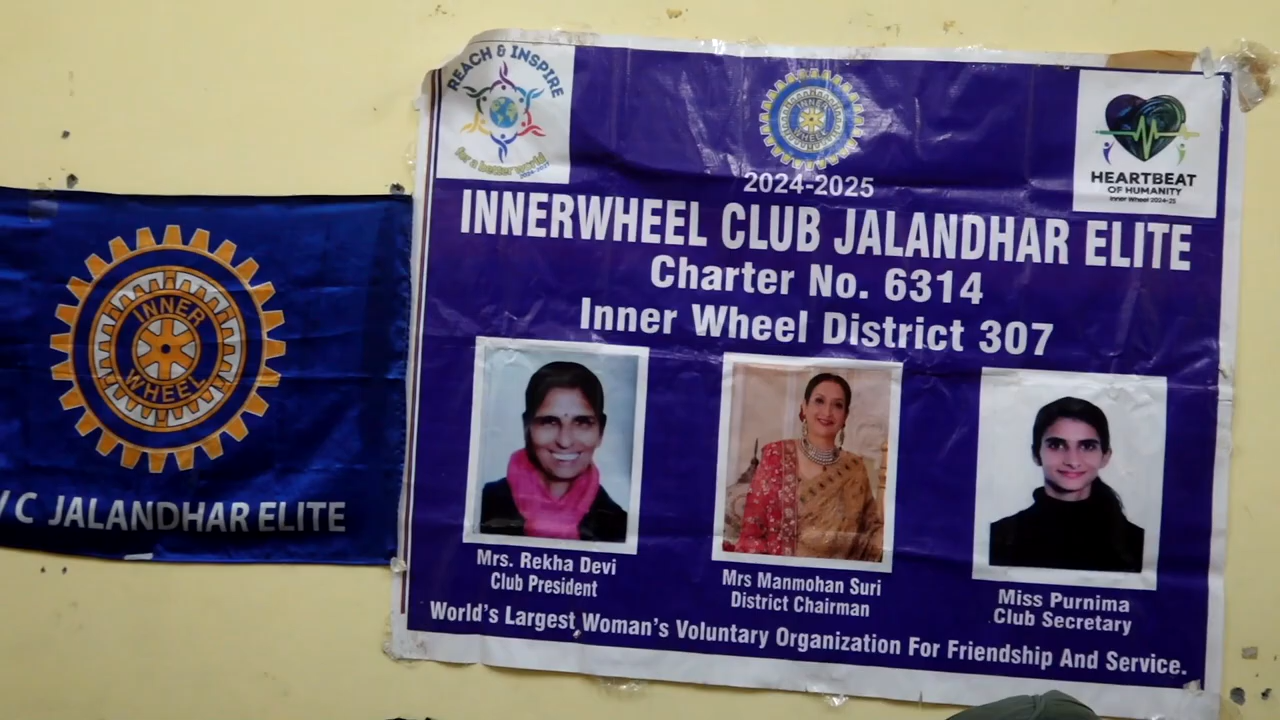 INNER
WHEEL
C JALANDHAR ELITE
REACH & INSPIRE
for a better world
INNER
WHEEL
HEARTBEAT
OF HUMANITY
Inner Wheel 2024-25
2024-2025
INNERWHEEL CLUB JALANDHAR ELITE
Charter No. 6314
Inner Wheel District 307
Mrs. Rekha Devi
Club President
Mrs Manmohan Suri
District Chairman
Miss Purnima
Club Secretary
World's Largest Woman's Voluntary Organization For Friendship And Service.